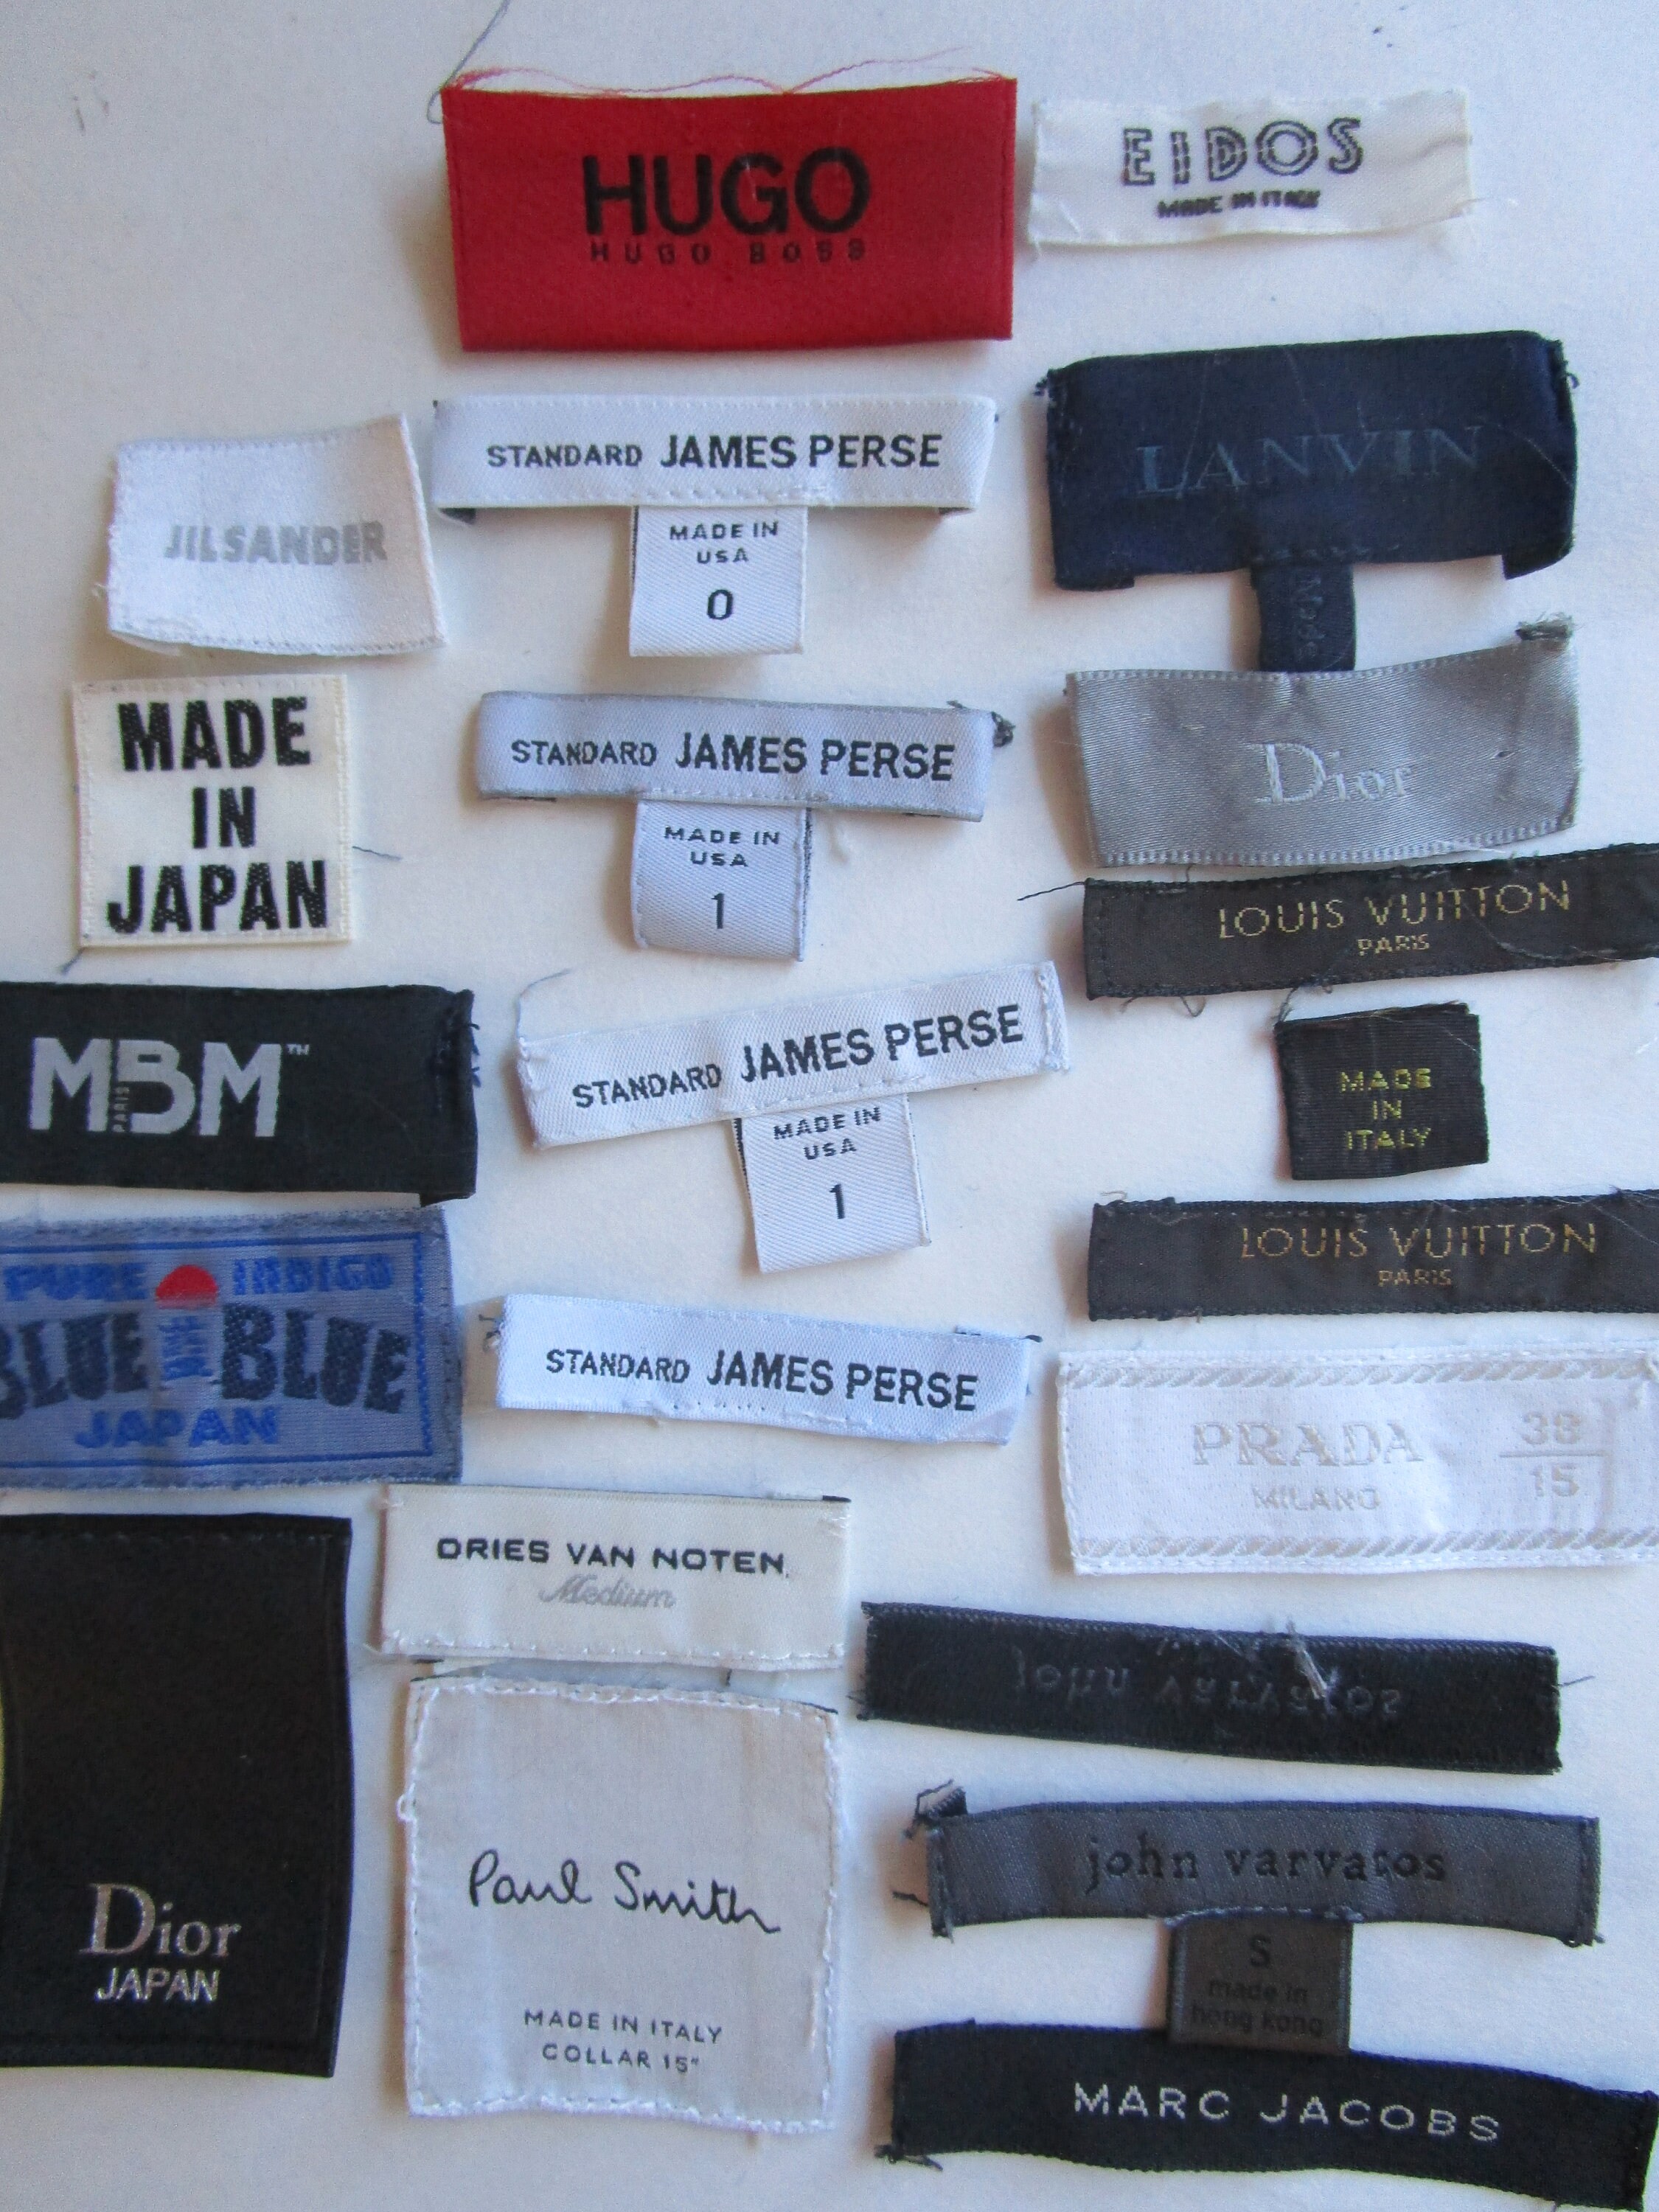 HUGO
HUGO BOSS
EIDOS
MADE IN ITALY
JILSANDER
STANDARD JAMES PERSE
MADE IN
USA
0
LANVIN
Made
MADE
IN
JAPAN
STANDARD JAMES PERSE
MADE IN
USA
1
Dior
LOUIS VUITTON
PARIS
MBM™
PARIS
STANDARD JAMES PERSE
MADE IN
USA
1
MADE
IN
ITALY
LOUIS VUITTON
PARIS
PURE INDIGO
BLUE BLUE
JAPAN
STANDARD JAMES PERSE
PRADA
MILANO
38
15
DRIES VAN NOTEN
Medium
john varvatos
Dior
JAPAN
Paul Smith
MADE IN ITALY
COLLAR 15"
john varvatos
S
made in
hong kong
MARC JACOBS